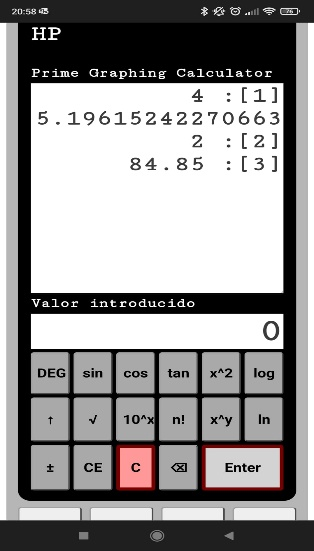 20:58
76
HP
Prime Graphing Calculator
4 :[1]
5.19615242270663
2 :[2]
84.85 :[3]
Valor introducido
0
DEG sin cos tan x^2 log
↑ √ 10^x n! x^y ln
± CE C ⌫ Enter